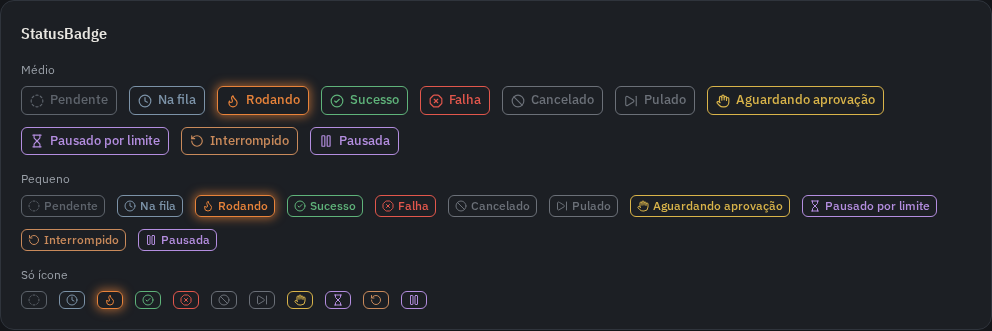 StatusBadge
Médio
Pendente Na fila Rodando Sucesso Falha Cancelado Pulado Aguardando aprovação
Pausado por limite Interrompido Pausada
Pequeno
Pendente Na fila Rodando Sucesso Falha Cancelado Pulado Aguardando aprovação Pausado por limite
Interrompido Pausada
Só ícone